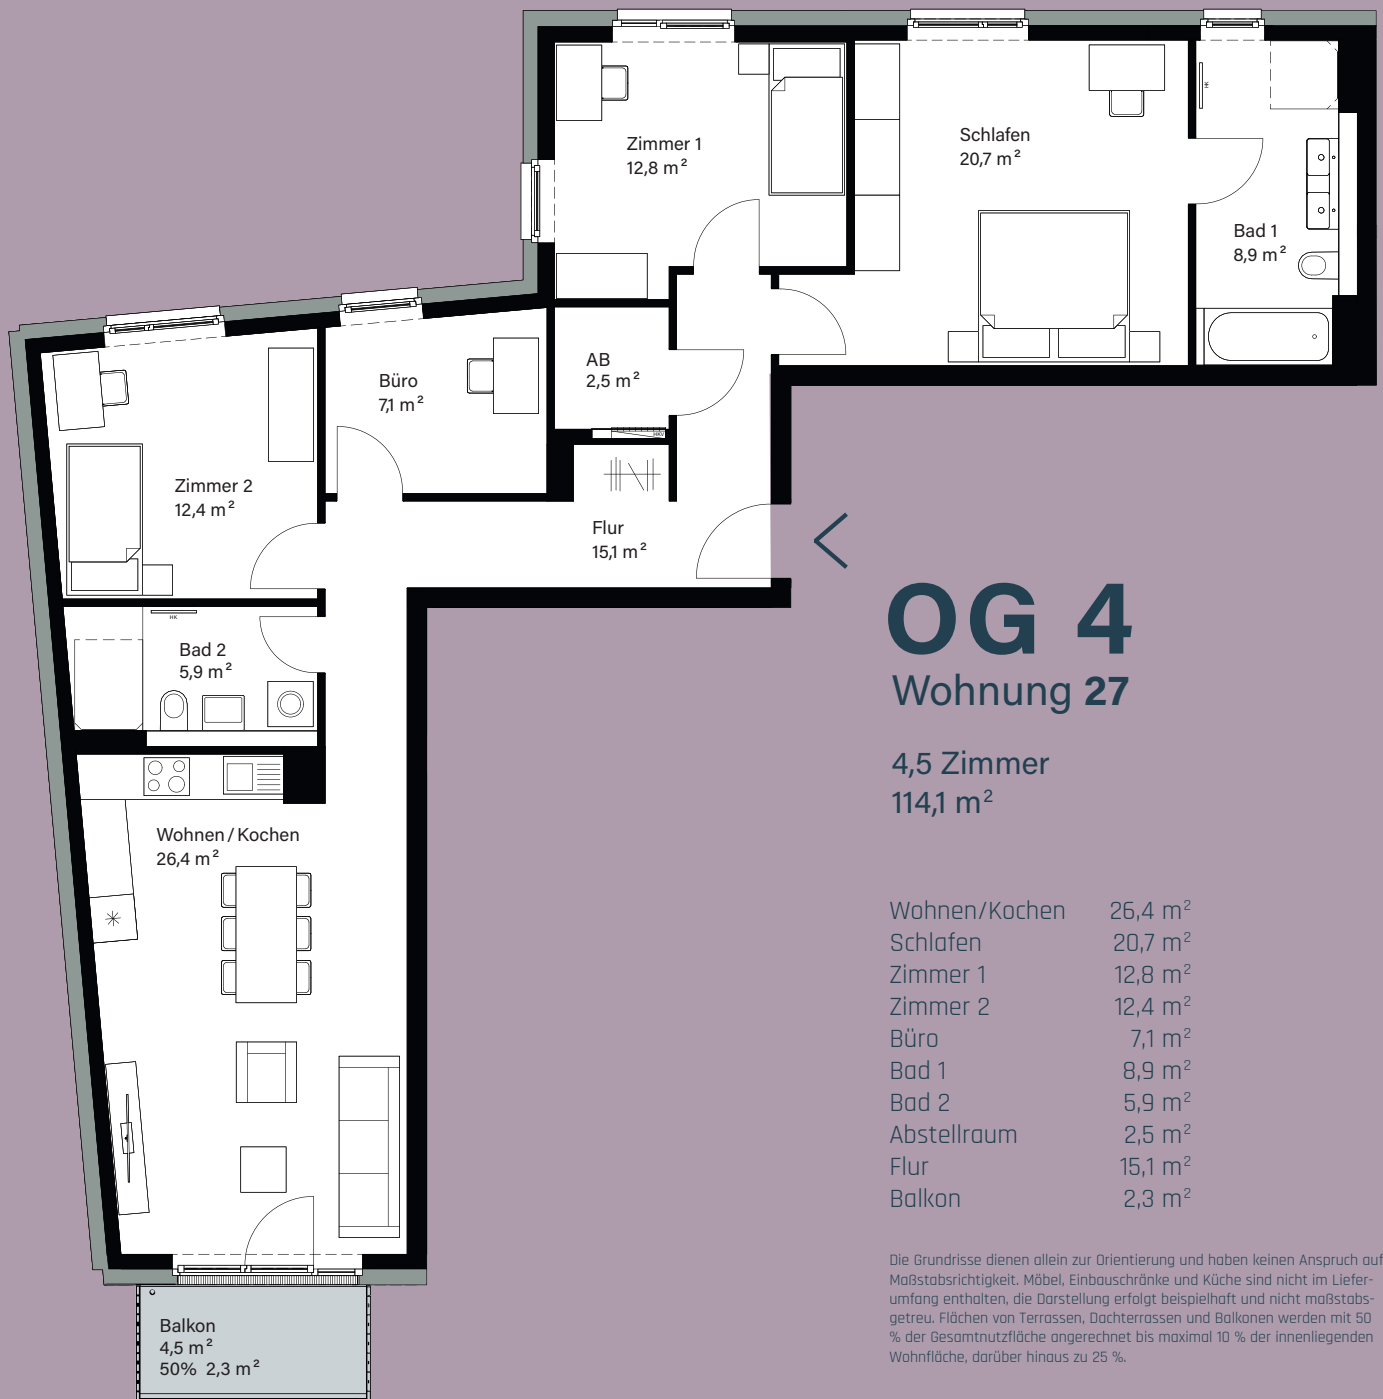 Zimmer 1
12,8 m²
Schlafen
20,7 m²
HK
Bad 1
8,9 m²
AB
2,5 m²
HKV
Büro
7,1 m²
Zimmer 2
12,4 m²
Flur
15,1 m²
HK
Bad 2
5,9 m²
Wohnen / Kochen
26,4 m²
Balkon
4,5 m²
50% 2,3 m²
OG 4
Wohnung 27
4,5 Zimmer
114,1 m²
Wohnen/Kochen 26,4 m²
Schlafen 20,7 m²
Zimmer 1 12,8 m²
Zimmer 2 12,4 m²
Büro 7,1 m²
Bad 1 8,9 m²
Bad 2 5,9 m²
Abstellraum 2,5 m²
Flur 15,1 m²
Balkon 2,3 m²
Die Grundrisse dienen allein zur Orientierung und haben keinen Anspruch auf
Maßstabsrichtigkeit. Möbel, Einbauschränke und Küche sind nicht im Liefer-
umfang enthalten, die Darstellung erfolgt beispielhaft und nicht maßstabs-
getreu. Flächen von Terrassen, Dachterrassen und Balkonen werden mit 50
% der Gesamtnutzfläche angerechnet bis maximal 10 % der innenliegenden
Wohnfläche, darüber hinaus zu 25 %.